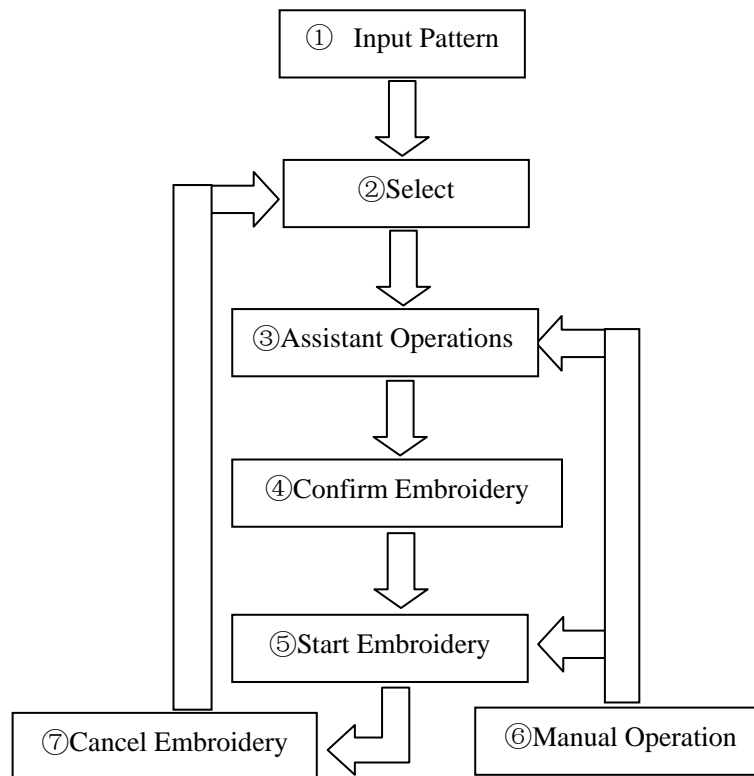 ① Input Pattern
②Select
③Assistant Operations
④Confirm Embroidery
⑤Start Embroidery
⑦Cancel Embroidery
⑥Manual Operation